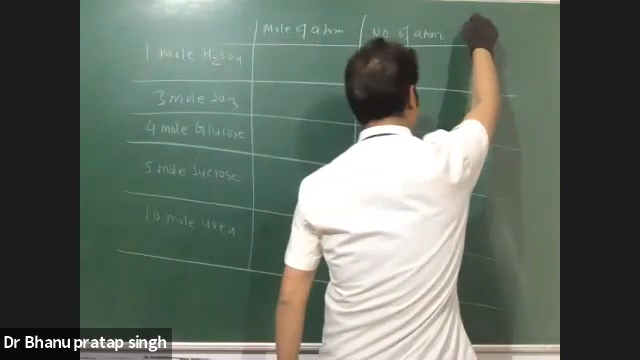 Mole of atom No of atom
1 mole H2SO4
3 mole SO3
4 mole Glucose
5 mole Sucrose
10 mole urea
Dr Bhanu pratap singh